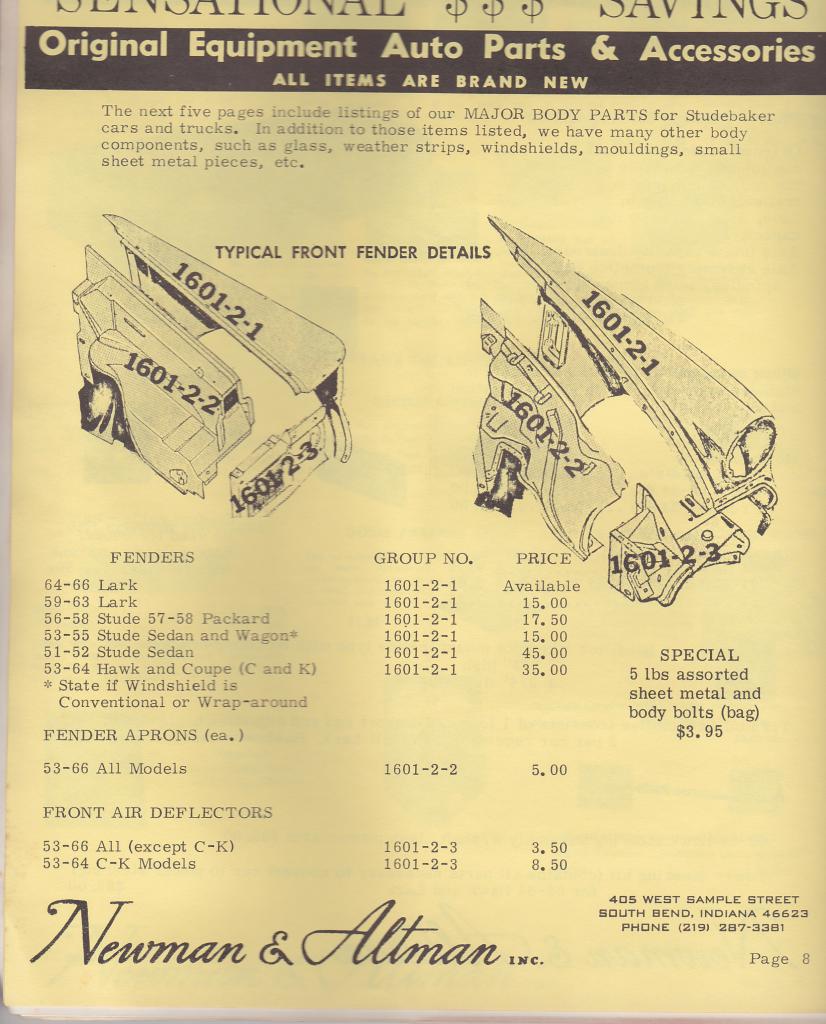 SENSATIONAL $$$ SAVINGS
Original Equipment Auto Parts & Accessories
ALL ITEMS ARE BRAND NEW
The next five pages include listings of our MAJOR BODY PARTS for Studebaker
cars and trucks. In addition to those items listed, we have many other body
components, such as glass, weather strips, windshields, mouldings, small
sheet metal pieces, etc.
TYPICAL FRONT FENDER DETAILS
1601-2-1
1601-2-2
1601-2-3
1601-2-1
1601-2-2
1601-2-3
FENDERS GROUP NO. PRICE
64-66 Lark 1601-2-1 Available
59-63 Lark 1601-2-1 15.00
56-58 Stude 57-58 Packard 1601-2-1 17.50
53-55 Stude Sedan and Wagon* 1601-2-1 15.00
51-52 Stude Sedan 1601-2-1 45.00
53-64 Hawk and Coupe (C and K) 1601-2-1 35.00
* State if Windshield is
Conventional or Wrap-around
SPECIAL
5 lbs assorted
sheet metal and
body bolts (bag)
$3.95
FENDER APRONS (ea.)
53-66 All Models 1601-2-2 5.00
FRONT AIR DEFLECTORS
53-66 All (except C-K) 1601-2-3 3.50
53-64 C-K Models 1601-2-3 8.50
Newman & Altman INC.
405 WEST SAMPLE STREET
SOUTH BEND, INDIANA 46623
PHONE (219) 287-3381
Page 8